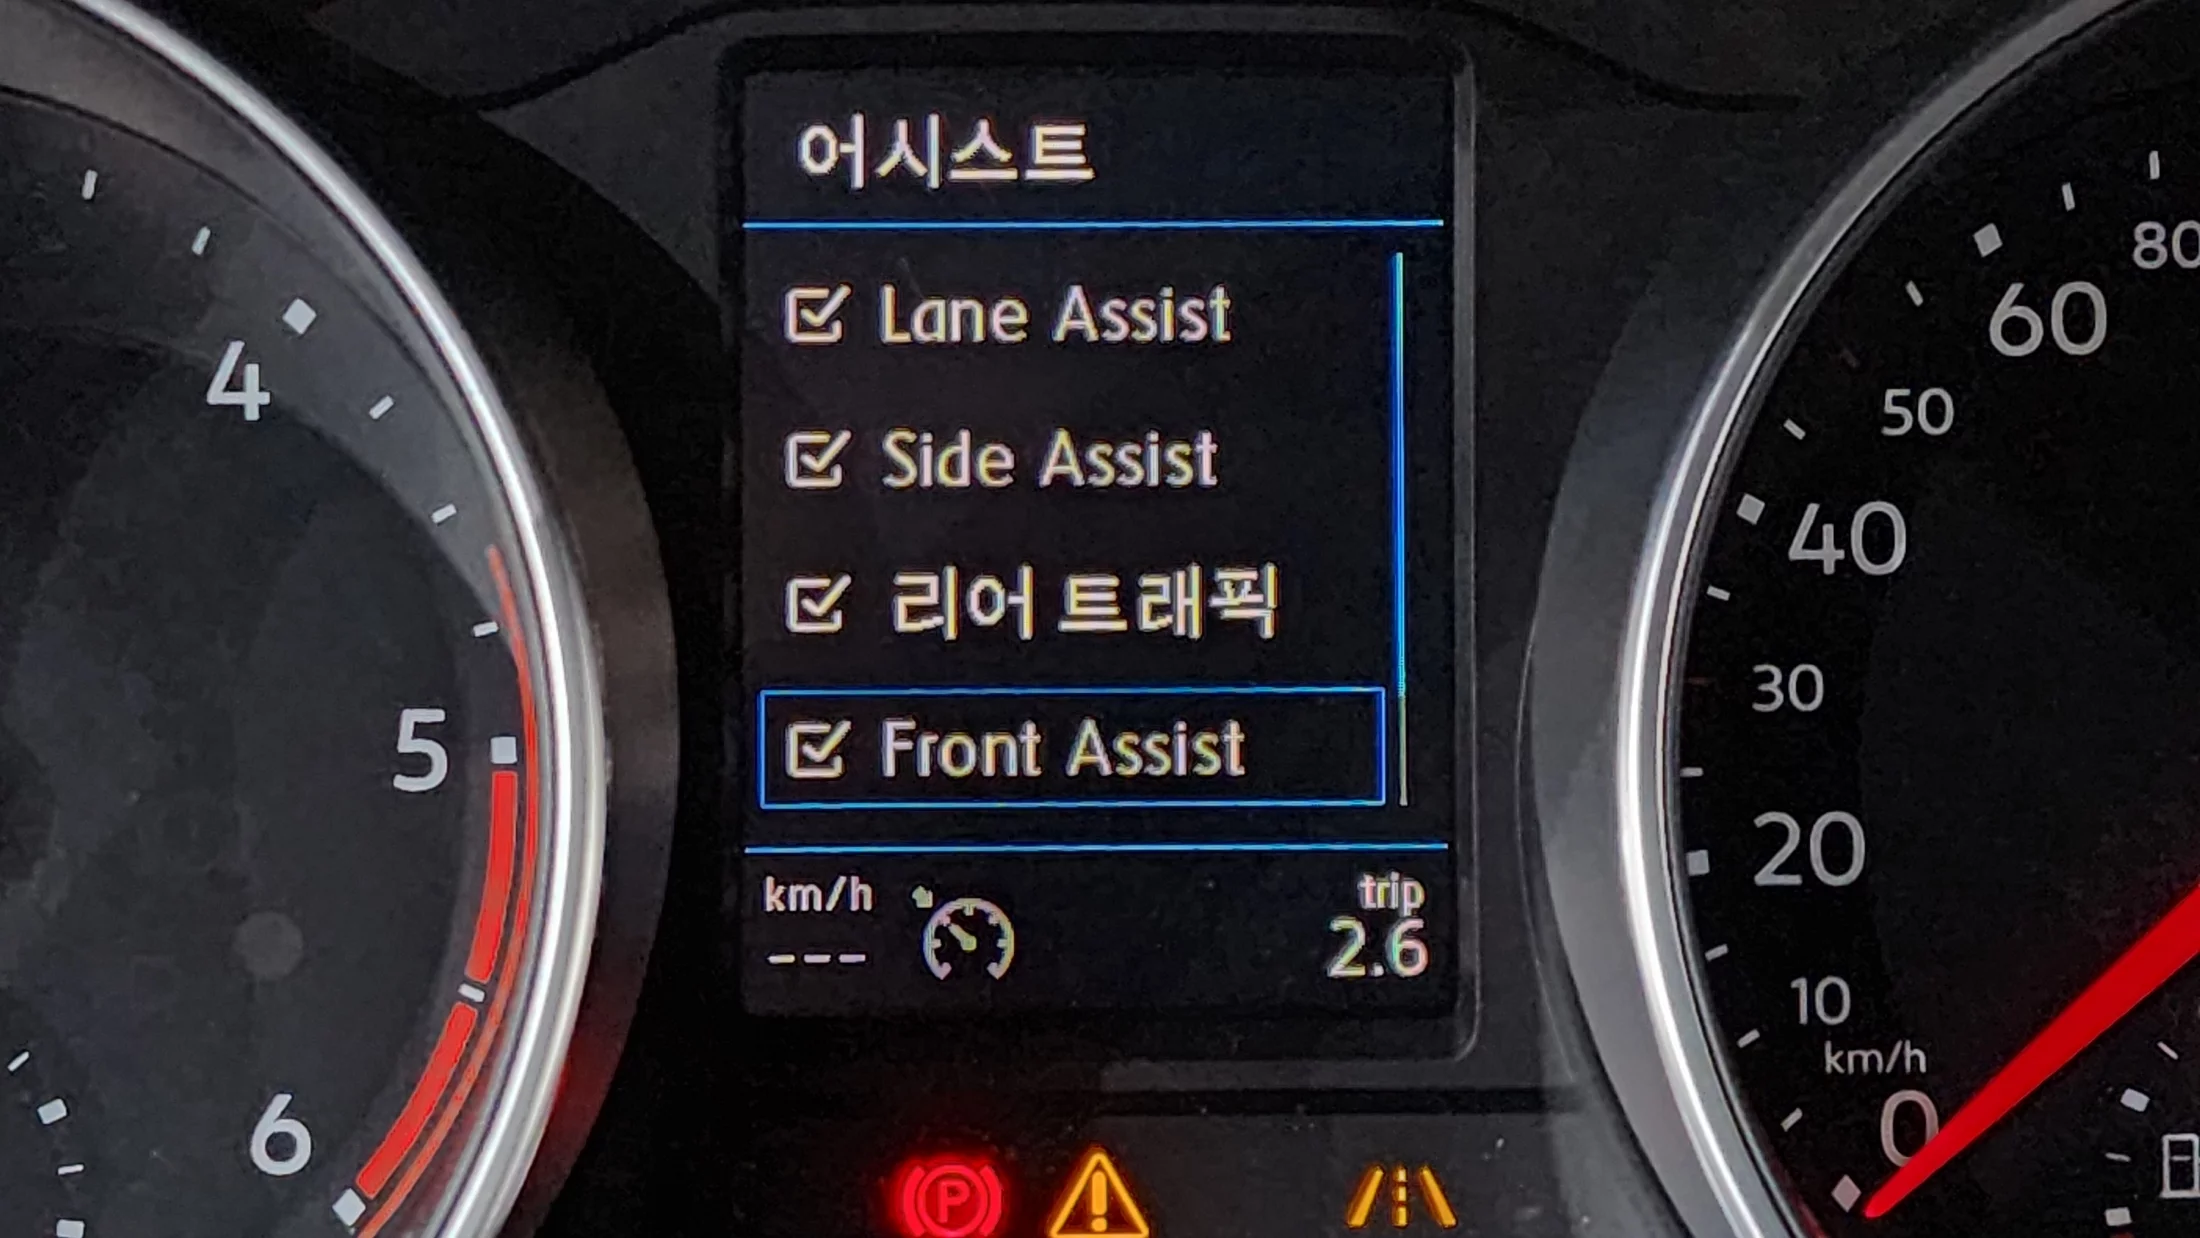 어시스트
Lane Assist
Side Assist
리어 트래픽
Front Assist
km/h
---
trip
2.6
4
5
6
80
60
50
40
30
20
10
km/h
0
P